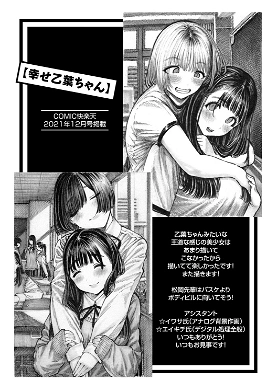 【幸せ乙葉ちゃん】
COMIC快楽天
2021年12月号掲載
乙葉ちゃんみたいな
王道な感じの美少女は
あまり描いて
こなかったから
描いてて楽しかったです!
また描きます!
松岡先輩はバスケより
ボディビルに向いてそう!
アシスタント
☆イワサ氏(アナログ背景作画)
☆エイキチ氏(デジタル処理全般)
いつもありがとう!
いつもお見事です!